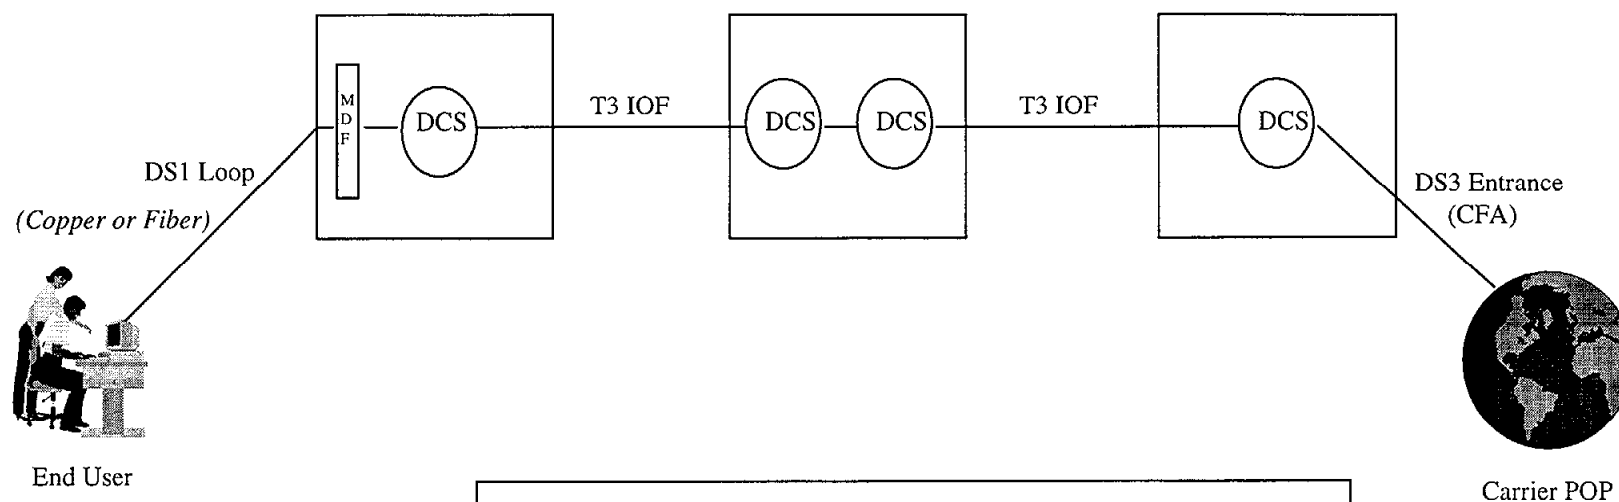 M
D
F
DCS
T3 IOF
DCS
DCS
T3 IOF
DCS
DS1 Loop
(Copper or Fiber)
DS3 Entrance
(CFA)
End User
Carrier POP